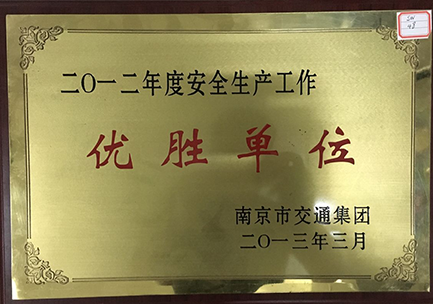 二〇一二年度安全生产工作
优胜单位
南京市交通集团
二〇一三年三月